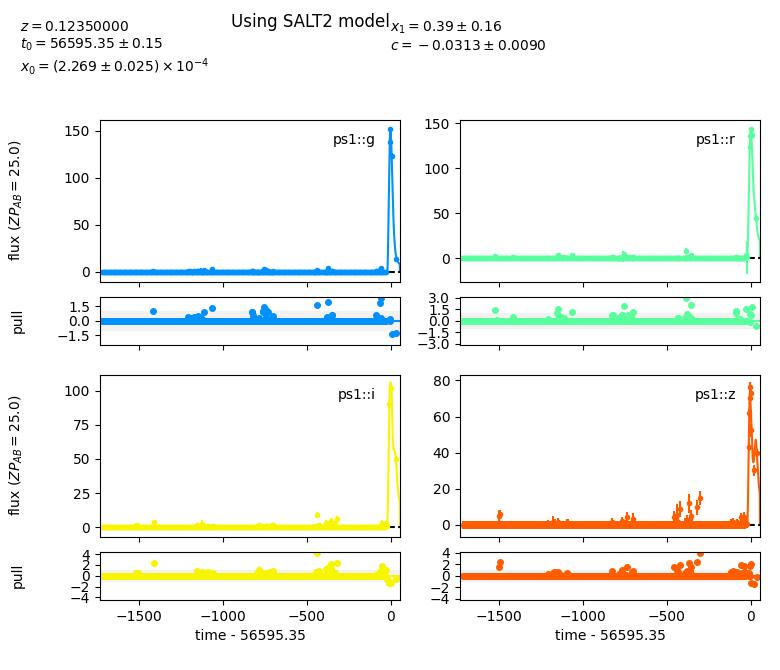 Using SALT2 model
z = 0.12350000
t₀ = 56595.35 ± 0.15
x₀ = (2.269 ± 0.025) × 10⁻⁴
x₁ = 0.39 ± 0.16
c = −0.0313 ± 0.0090
flux (ZP_AB = 25.0)
150
100
50
0
ps1::g
150
100
50
0
ps1::r
pull
1.5
0.0
−1.5
3.0
1.5
0.0
−1.5
−3.0
flux (ZP_AB = 25.0)
100
75
50
25
0
ps1::i
80
60
40
20
0
ps1::z
pull
4
2
0
−2
−4
4
2
0
−2
−4
−1500 −1000 −500 0
−1500 −1000 −500 0
time - 56595.35
time - 56595.35